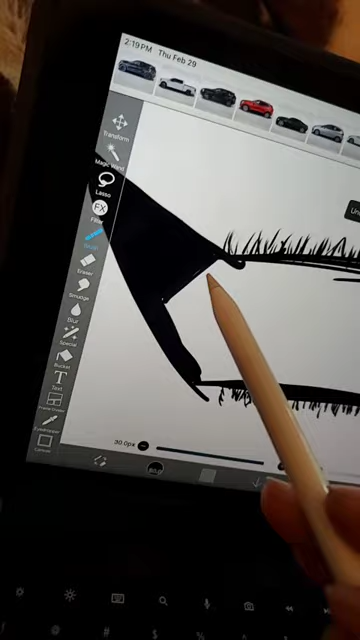 2:19 PM Thu Feb 29
Transform
Magic Wand
Lasso
FX
Filter
Eraser
Smudge
Blur
Special
Bucket
T
Text
Frame Divider
Eyedropper
Canvas
30.0px